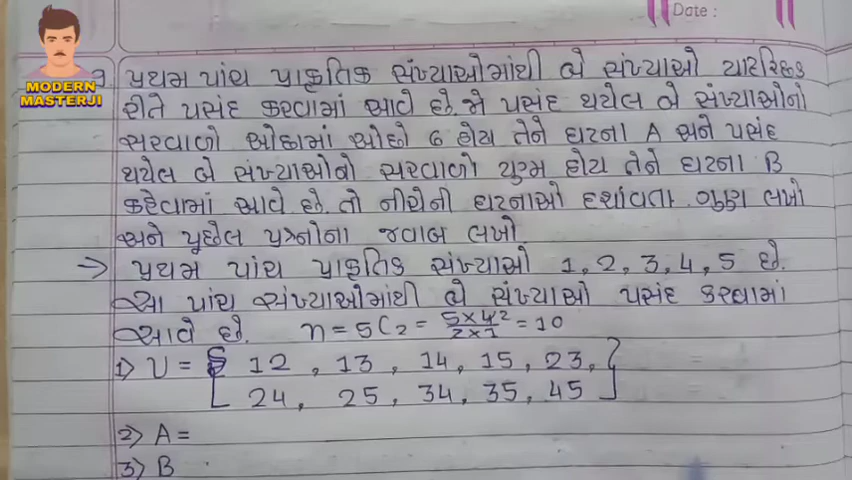 Date :
MODERN
MASTERJI
પ્રથમ પાંચ પ્રાકૃતિક સંખ્યાઓમાંથી બે સંખ્યાઓ યાદચ્છિક
રીતે પસંદ કરવામાં આવે છે. જે પસંદ થયેલ બે સંખ્યાઓનો
સરવાળો ઓછામાં ઓછો 6 હોય તેને ઘટના A અને પસંદ
થયેલ બે સંખ્યાઓનો સરવાળો યુગ્મ હોય તેને ઘટના B
કહેવામાં આવે છે. તો નીચેની ઘટનાઓ દર્શાવતા ગુણ લખો
અને પૂછેલ પ્રશ્નોના જવાબ લખો
→ પ્રથમ પાંચ પ્રાકૃતિક સંખ્યાઓ 1, 2, 3, 4, 5 છે.
આ પાંચ સંખ્યાઓમાંથી બે સંખ્યાઓ પસંદ કરવામાં
આવે છે. n = 5C2 = 5×4²/2×1 = 10
1) U = { 12 , 13 , 14 , 15 , 23 ,
24 , 25 , 34 , 35 , 45 }
2) A =
3) B